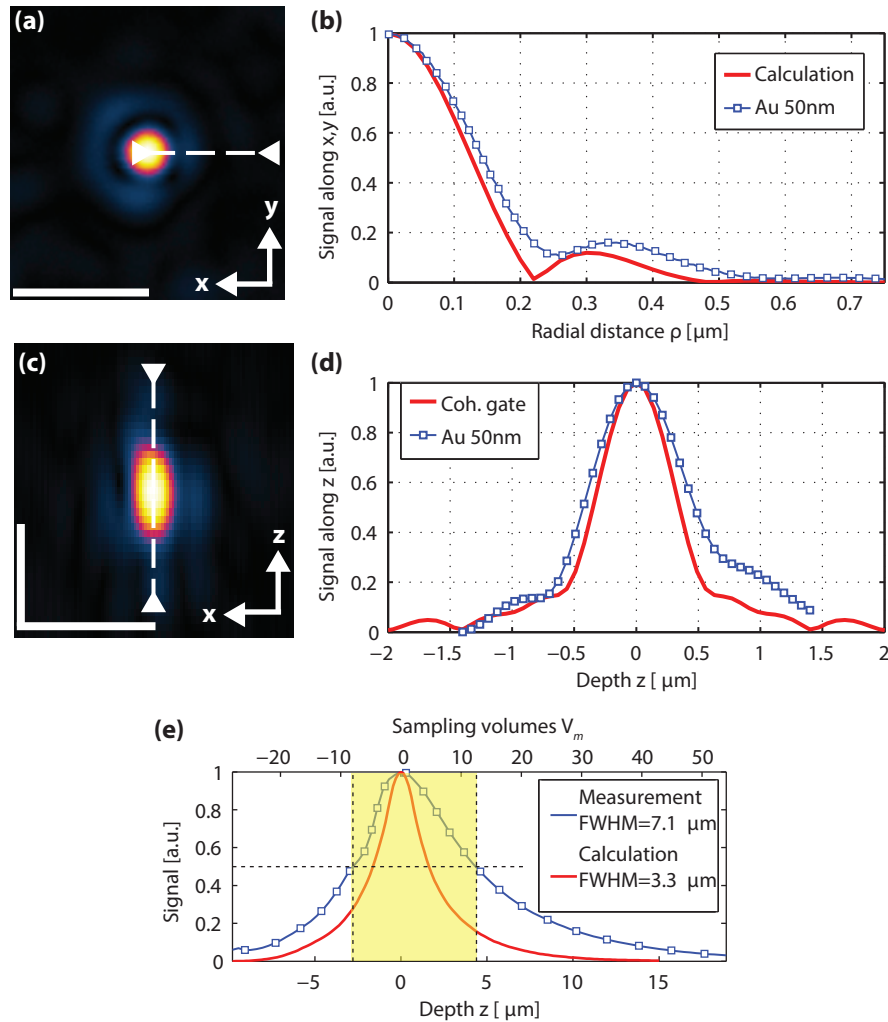 (a)
y
x
(b)
1
0.8
0.6
0.4
0.2
0
Signal along x,y [a.u.]
Calculation
Au 50nm
0 0.1 0.2 0.3 0.4 0.5 0.6 0.7
Radial distance ρ [μm]
(c)
z
x
(d)
1
0.8
0.6
0.4
0.2
0
Signal along z [a.u.]
Coh. gate
Au 50nm
−2 −1.5 −1 −0.5 0 0.5 1 1.5 2
Depth z [ μm]
(e)
Sampling volumes Vm
−20 −10 0 10 20 30 40 50
1
0.8
0.6
0.4
0.2
0
Signal [a.u.]
Measurement
FWHM=7.1 μm
Calculation
FWHM=3.3 μm
−5 0 5 10 15
Depth z [ μm]